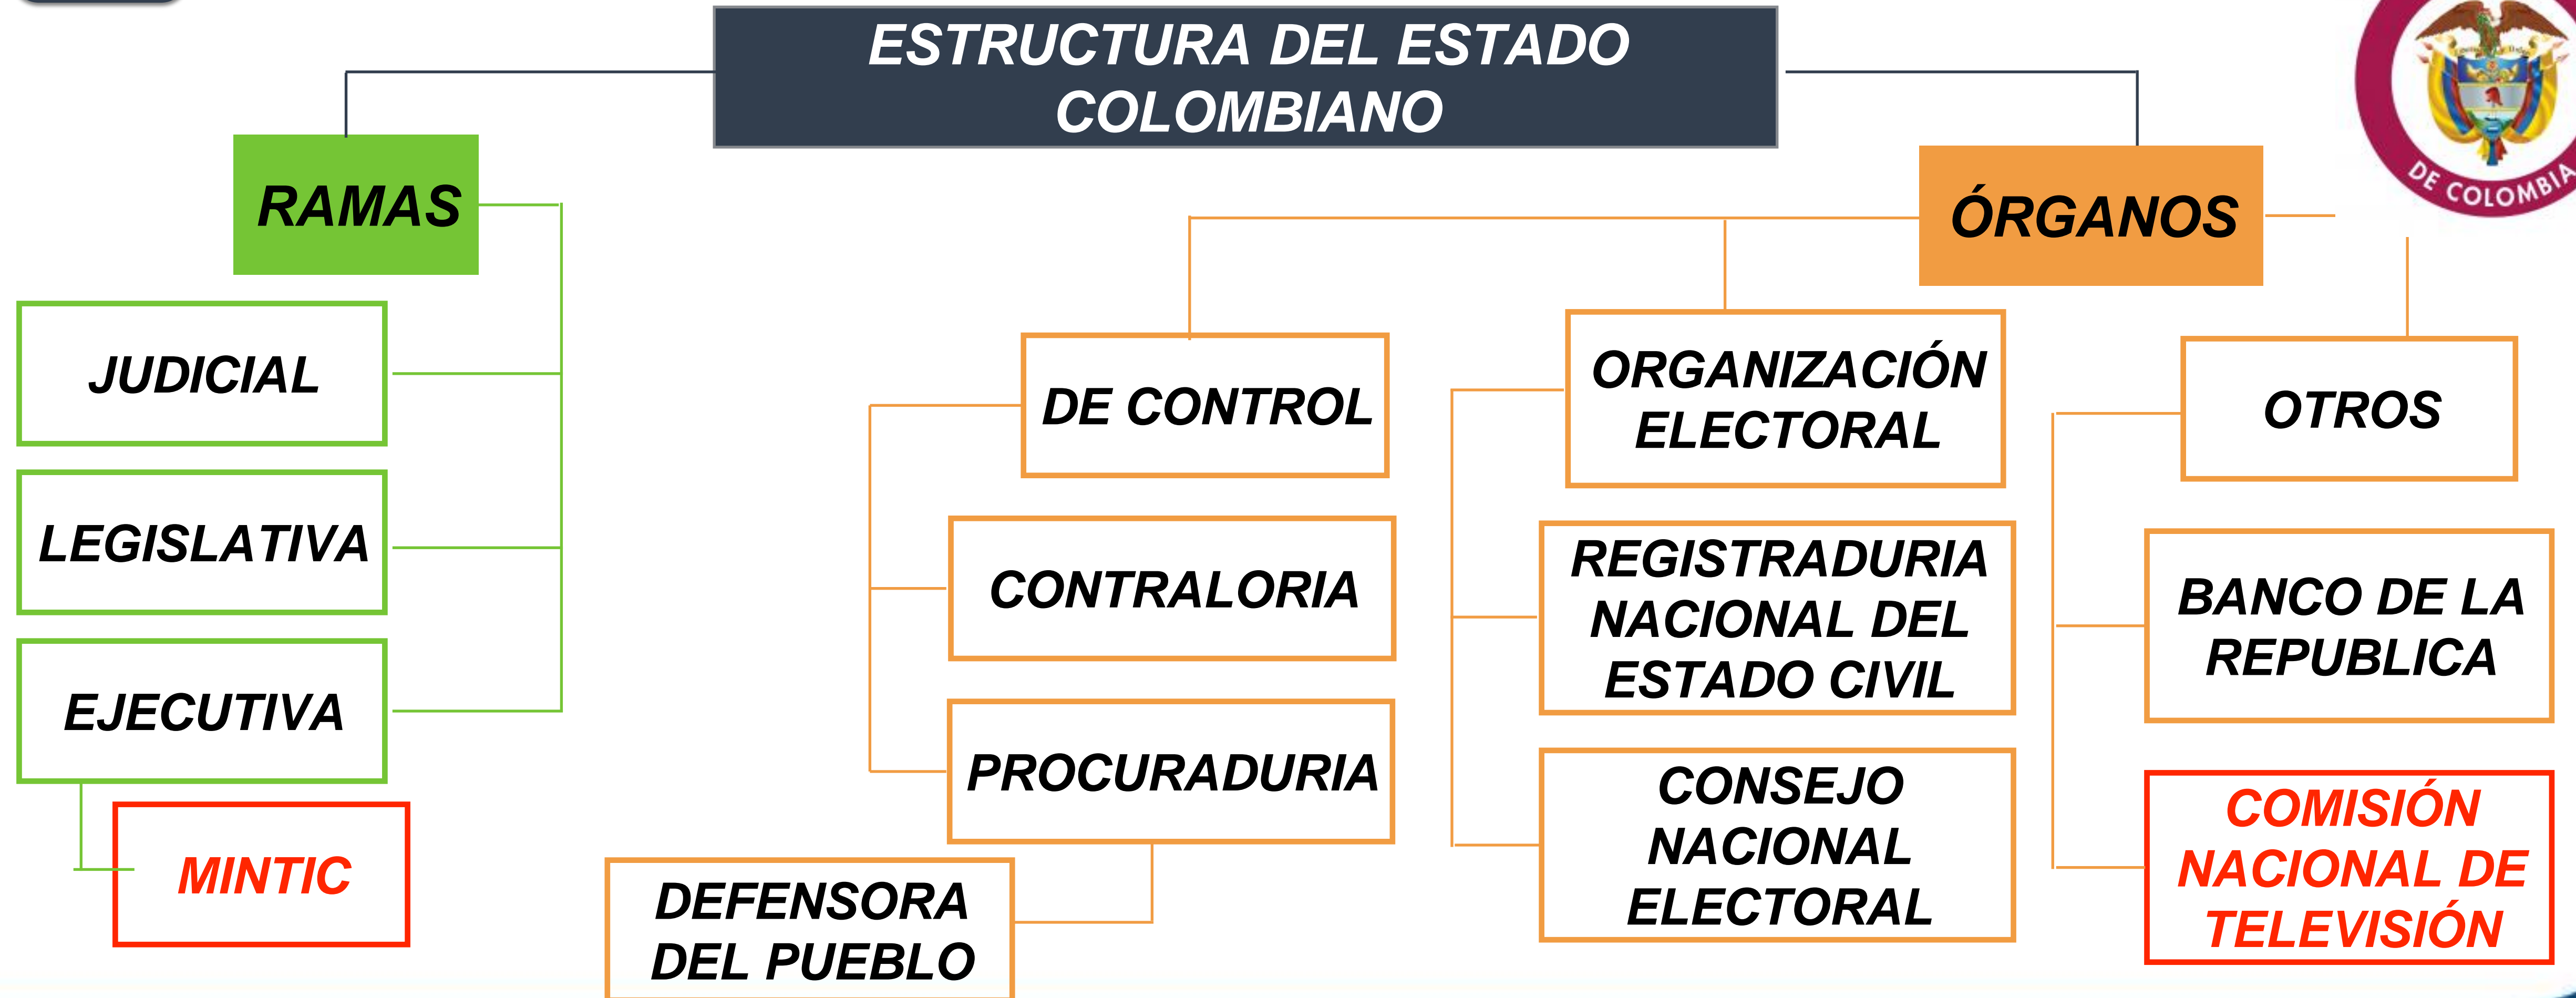 ESTRUCTURA DEL ESTADO
COLOMBIANO
DE COLOMBIA
RAMAS
ÓRGANOS
JUDICIAL
LEGISLATIVA
EJECUTIVA
MINTIC
DE CONTROL
CONTRALORIA
PROCURADURIA
DEFENSORA
DEL PUEBLO
ORGANIZACIÓN
ELECTORAL
REGISTRADURIA
NACIONAL DEL
ESTADO CIVIL
CONSEJO
NACIONAL
ELECTORAL
OTROS
BANCO DE LA
REPUBLICA
COMISIÓN
NACIONAL DE
TELEVISIÓN